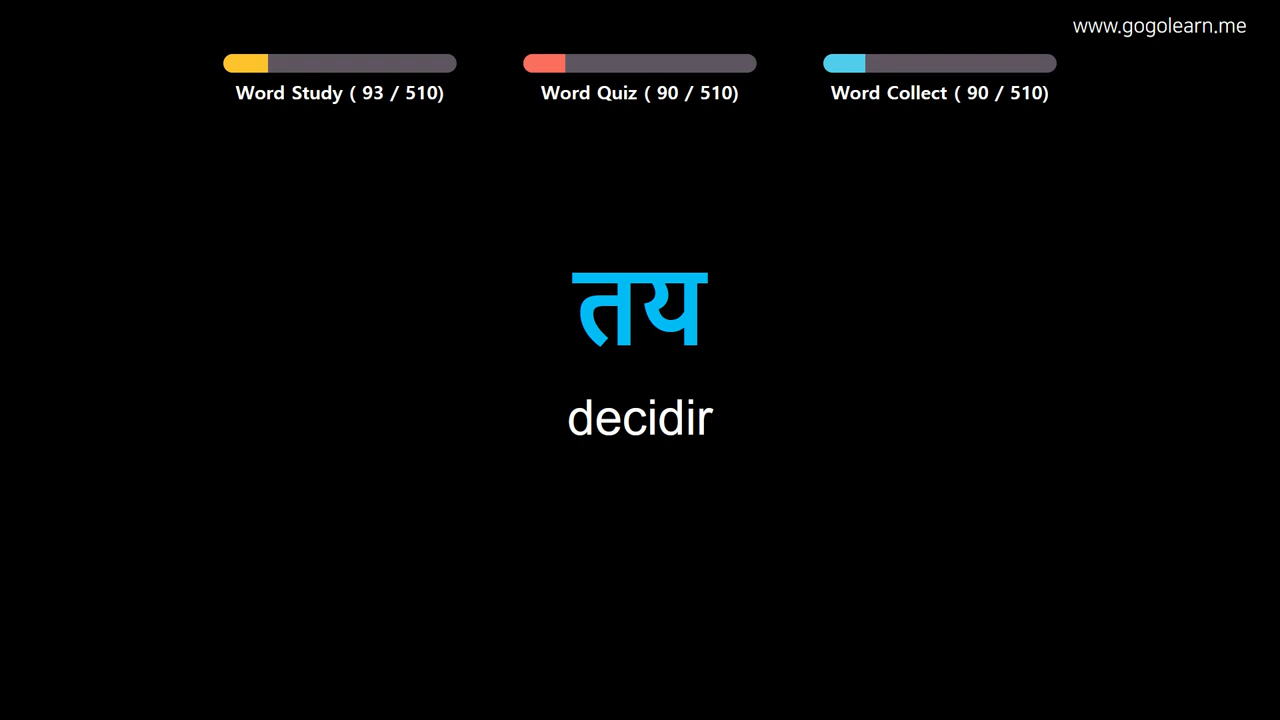 www.gogolearn.me
Word Study ( 93 / 510)
Word Quiz ( 90 / 510)
Word Collect ( 90 / 510)
तय
decidir